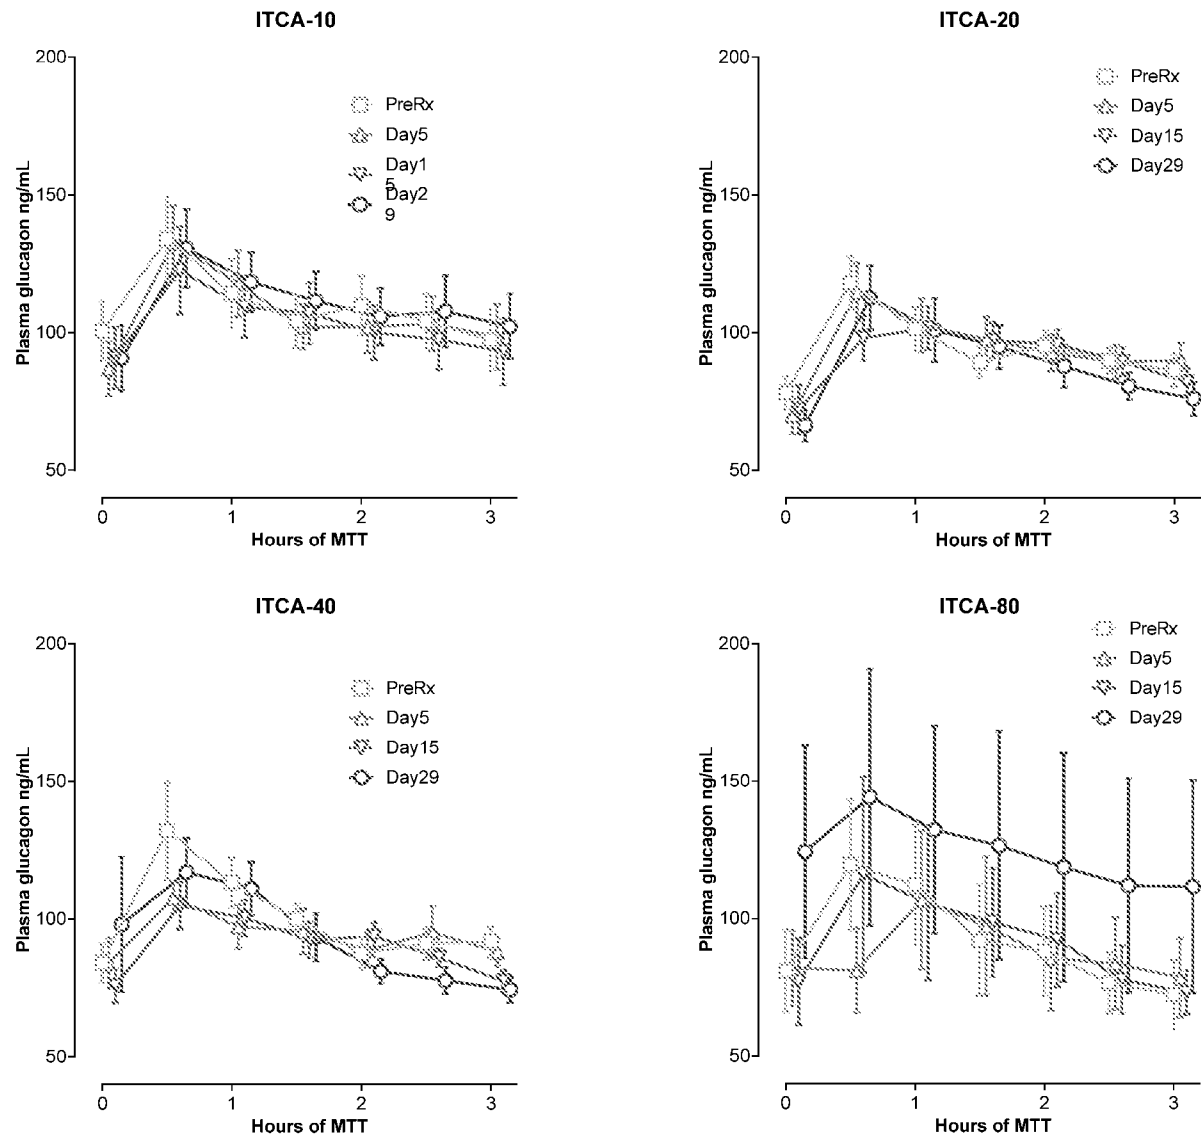 ITCA-10
200
150
100
50
Plasma glucagon ng/mL
PreRx
Day5
Day1
5
Day2
9
0 1 2 3
Hours of MTT
ITCA-20
200
150
100
50
Plasma glucagon ng/mL
PreRx
Day5
Day15
Day29
0 1 2 3
Hours of MTT
ITCA-40
200
150
100
50
Plasma glucagon ng/mL
PreRx
Day5
Day15
Day29
0 1 2 3
Hours of MTT
ITCA-80
200
150
100
50
Plasma glucagon ng/mL
PreRx
Day5
Day15
Day29
0 1 2 3
Hours of MTT